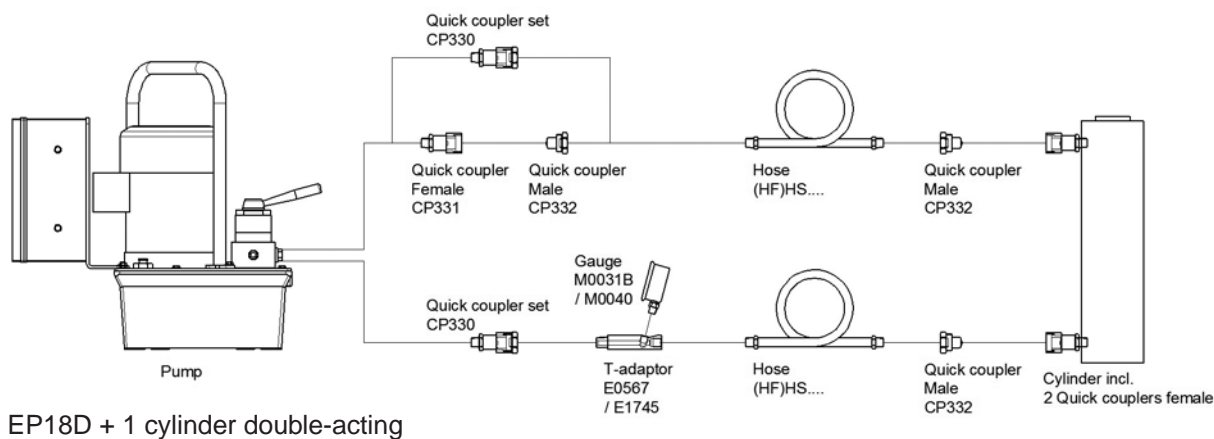 Quick coupler set
CP330
Quick coupler
Female
CP331
Quick coupler
Male
CP332
Hose
(HF)HS....
Quick coupler
Male
CP332
Gauge
M0031B
/ M0040
Quick coupler set
CP330
Pump
T-adaptor
E0567
/ E1745
Hose
(HF)HS....
Quick coupler
Male
CP332
Cylinder incl.
2 Quick couplers female
EP18D + 1 cylinder double-acting